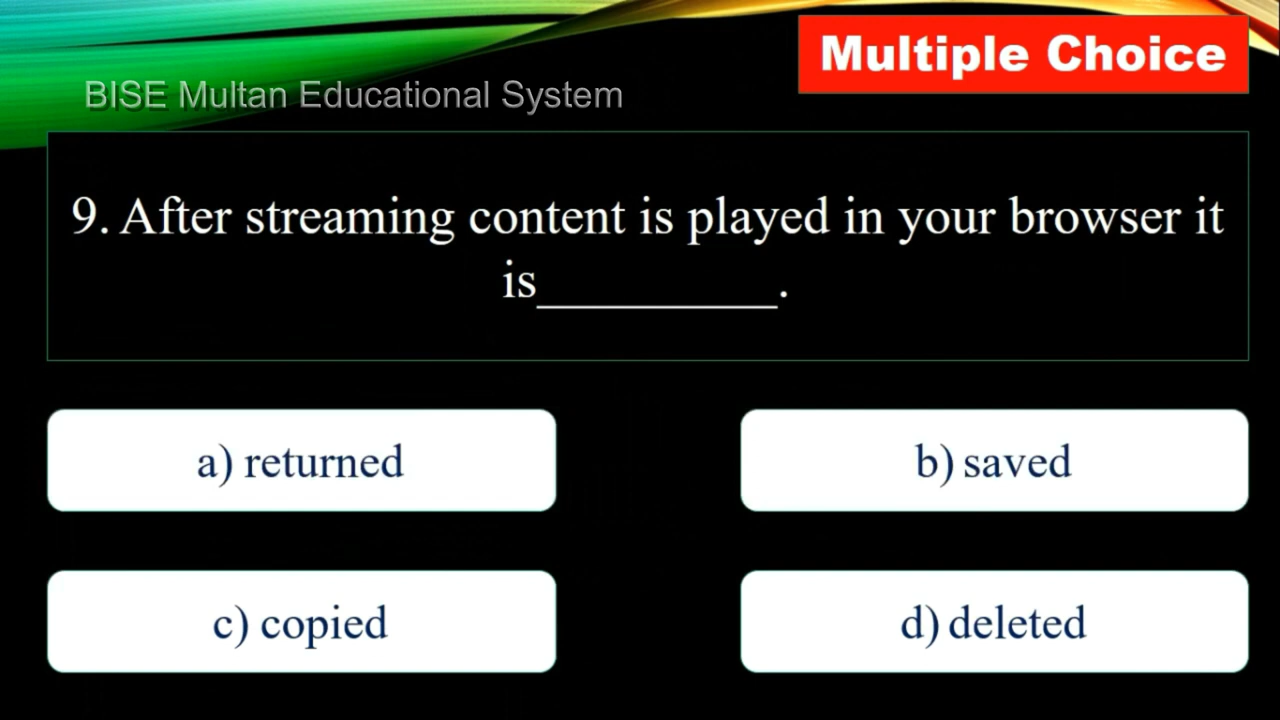 Multiple Choice
BISE Multan Educational System
9. After streaming content is played in your browser it
is__________.
a) returned
b) saved
c) copied
d) deleted